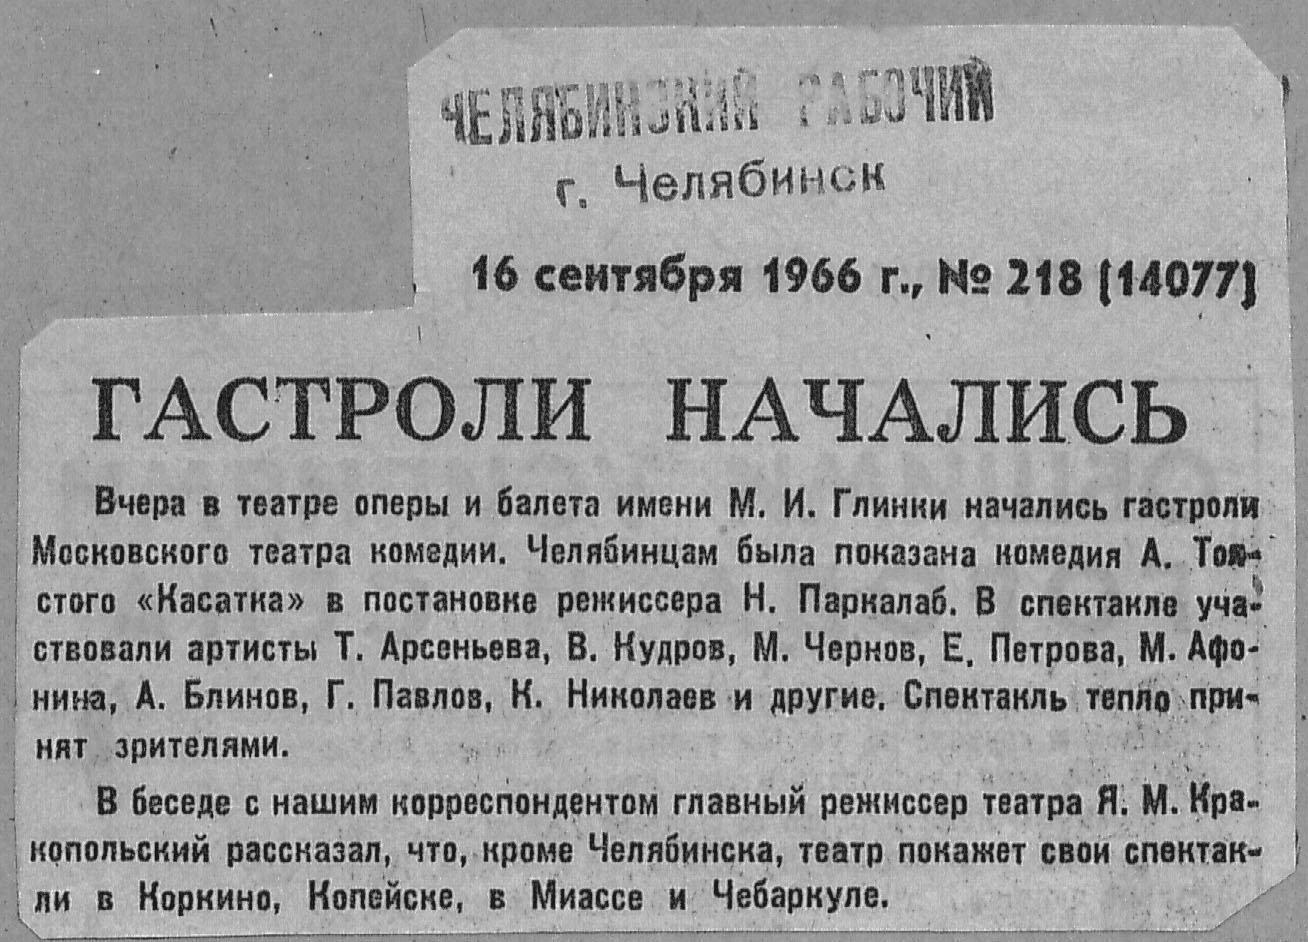 ЧЕЛЯБИНСКИЙ РАБОЧИЙ
г. Челябинск
16 сентября 1966 г., № 218 (14077)
ГАСТРОЛИ НАЧАЛИСЬ
Вчера в театре оперы и балета имени М. И. Глинки начались гастроли
Московского театра комедии. Челябинцам была показана комедия А. Тол-
стого «Касатка» в постановке режиссера Н. Паркалаб. В спектакле уча-
ствовали артисты Т. Арсеньева, В. Кудров, М. Чернов, Е. Петрова, М. Афо-
нина, А. Блинов, Г. Павлов, К. Николаев и другие. Спектакль тепло при-
нят зрителями.
В беседе с нашим корреспондентом главный режиссер театра Я. М. Кра-
копольский рассказал, что, кроме Челябинска, театр покажет свои спектак-
ли в Коркино, Копейске, в Миассе и Чебаркуле.